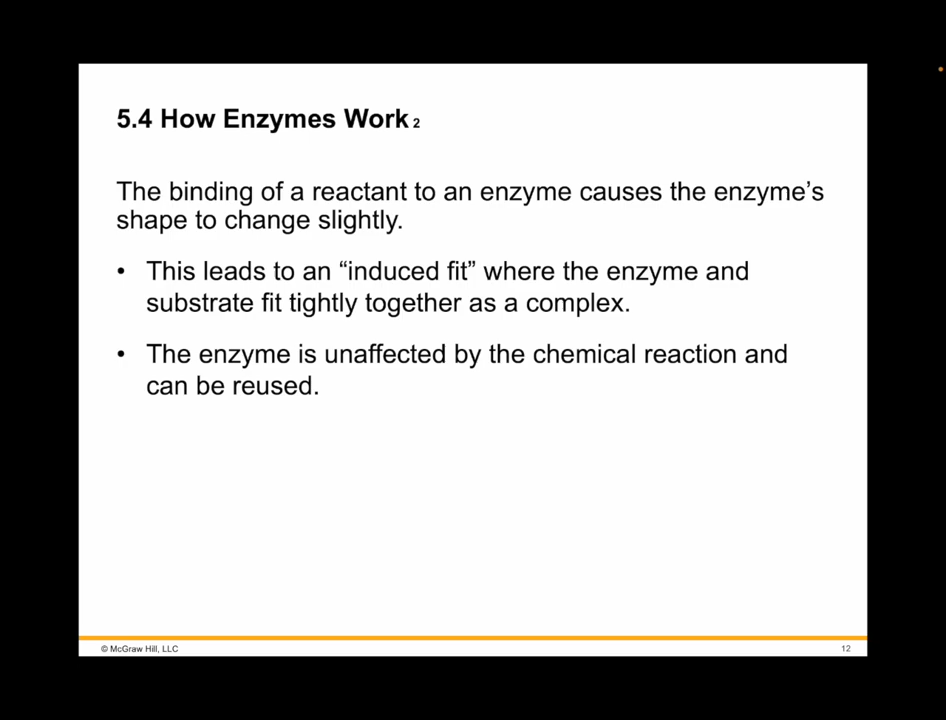 5.4 How Enzymes Work 2
The binding of a reactant to an enzyme causes the enzyme’s
shape to change slightly.
• This leads to an “induced fit” where the enzyme and
substrate fit tightly together as a complex.
• The enzyme is unaffected by the chemical reaction and
can be reused.
© McGraw Hill, LLC
12